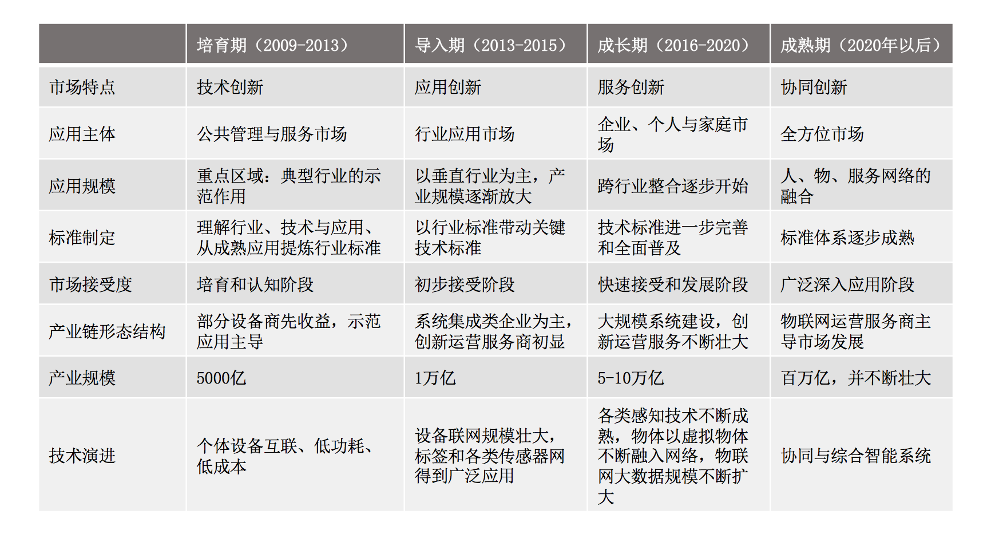 培育期（2009-2013） 导入期（2013-2015） 成长期（2016-2020） 成熟期（2020年以后）
市场特点 技术创新 应用创新 服务创新 协同创新
应用主体 公共管理与服务市场 行业应用市场 企业、个人与家庭市
场 全方位市场
应用规模 重点区域：典型行业的示
范作用 以垂直行业为主，产
业规模逐渐放大 跨行业整合逐步开始 人、物、服务网络的
融合
标准制定 理解行业、技术与应用、
从成熟应用提炼行业标准 以行业标准带动关键
技术标准 技术标准进一步完善
和全面普及 标准体系逐步成熟
市场接受度 培育和认知阶段 初步接受阶段 快速接受和发展阶段 广泛深入应用阶段
产业链形态结构 部分设备商先收益，示范
应用主导 系统集成类企业为主，
创新运营服务商初显 大规模系统建设，创
新运营服务不断壮大 物联网运营服务商主
导市场发展
产业规模 5000亿 1万亿 5-10万亿 百万亿，并不断壮大
技术演进 个体设备互联、低功耗、
低成本 设备联网规模壮大，
标签和各类传感器网
得到广泛应用 各类感知技术不断成
熟，物体以虚拟物体
不断融入网络，物联
网大数据规模不断扩
大 协同与综合智能系统